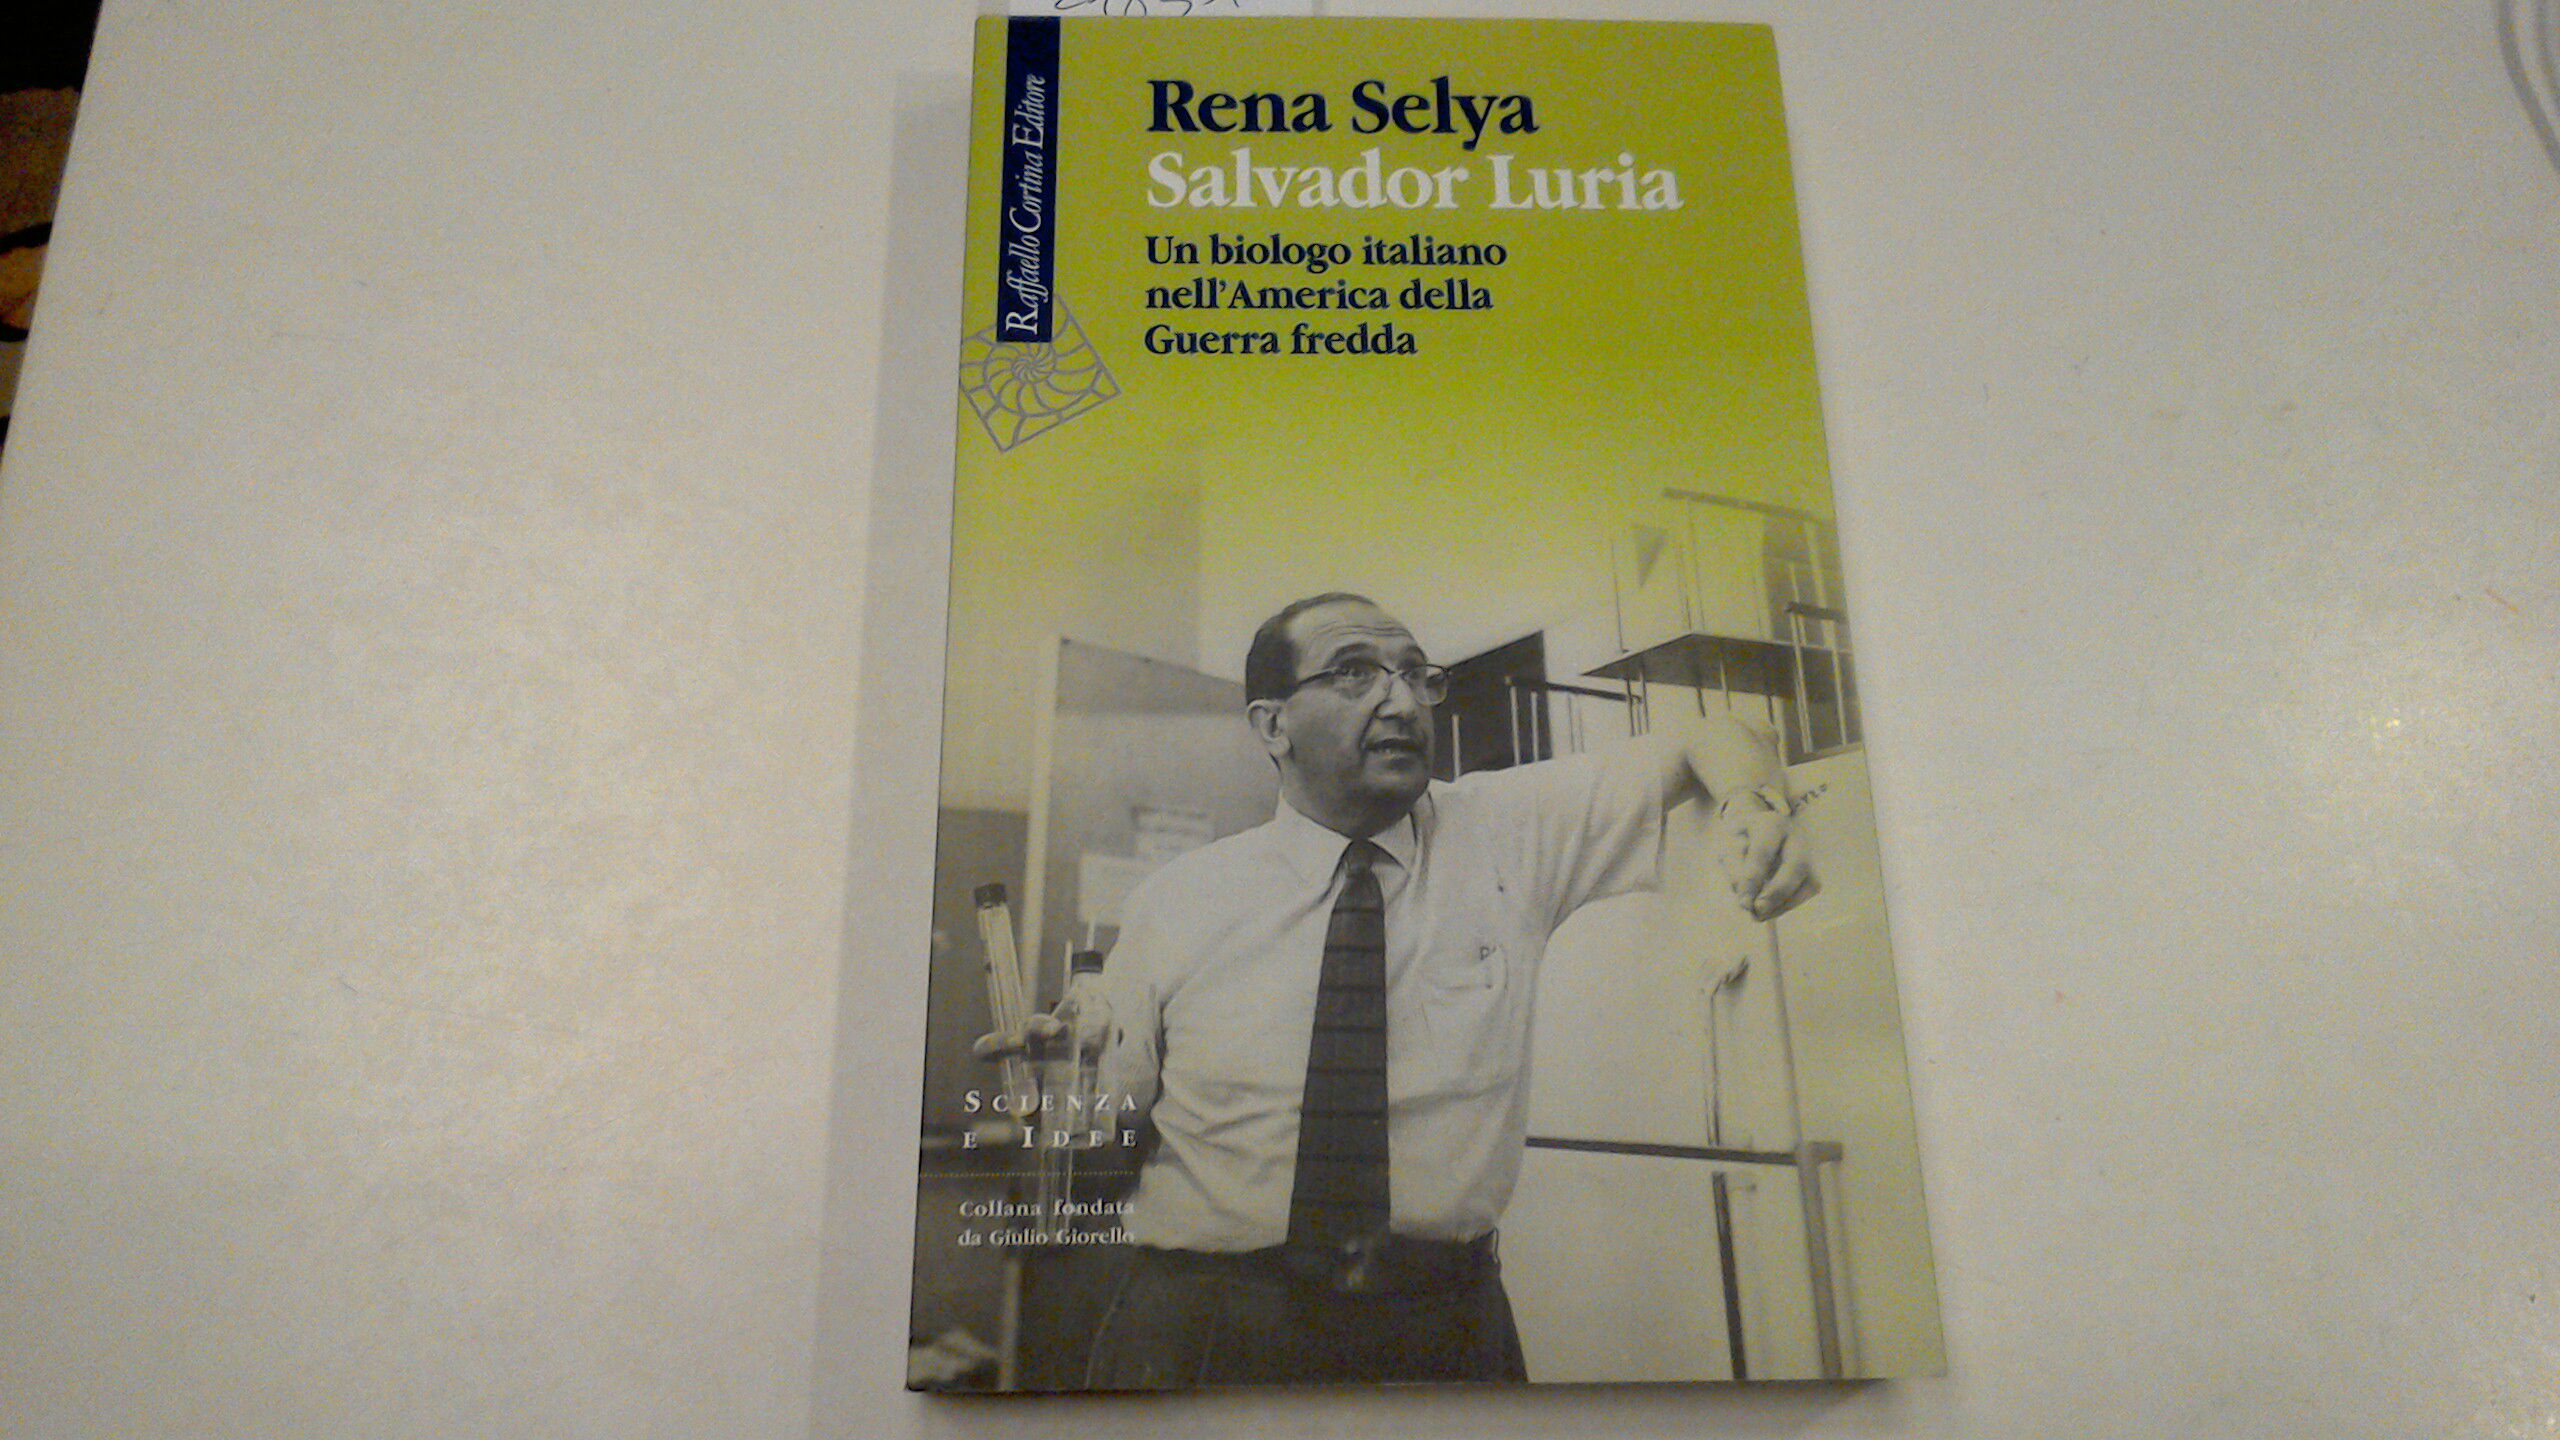 Raffaello Cortina Editore
Rena Selya
Salvador Luria
Un biologo italiano
nell'America della
Guerra fredda
SCIENZA
E IDEE
Collana fondata
da Giulio Giorello